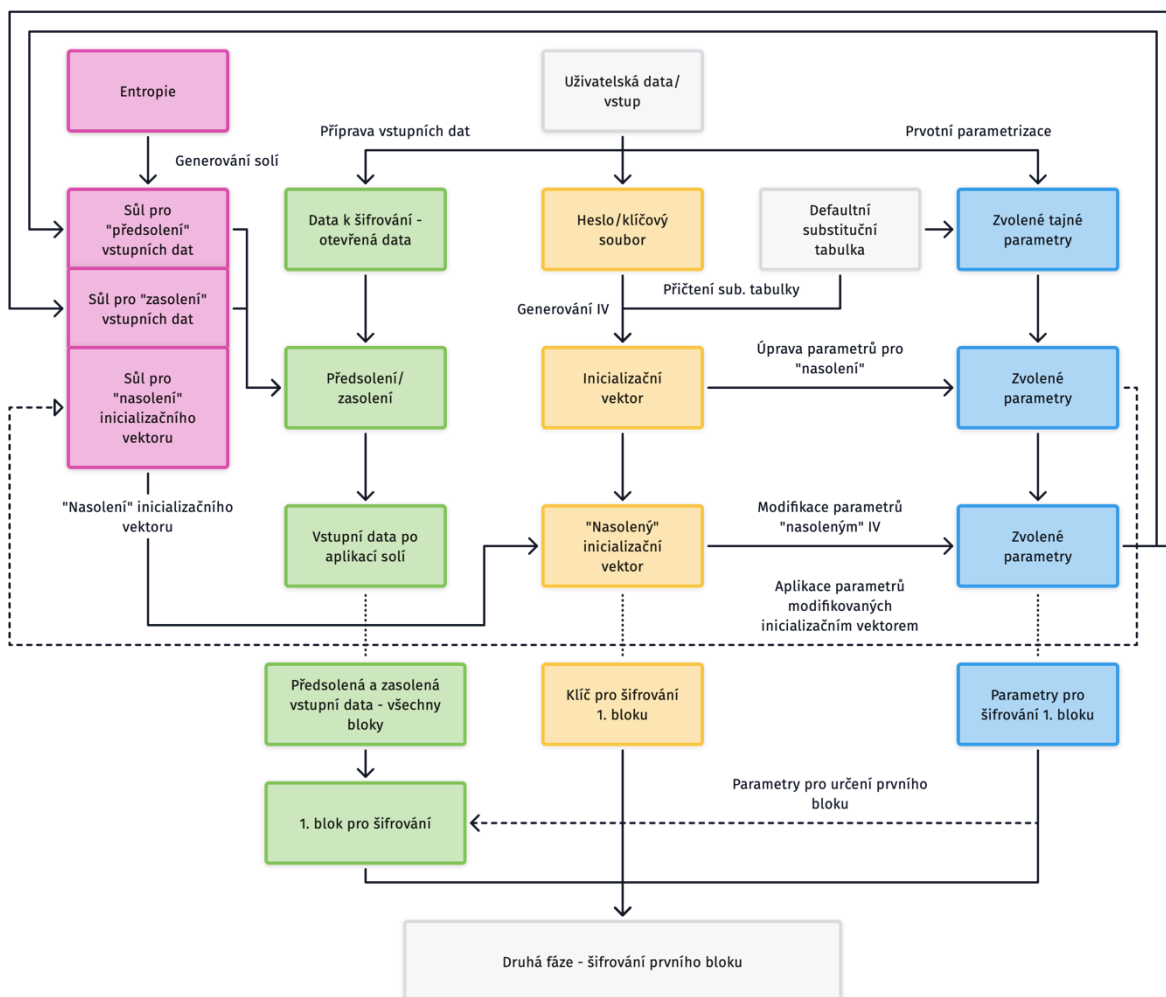 Entropie
Uživatelská data/
vstup
Příprava vstupních dat
Prvotní parametrizace
Generování solí
Sůl pro
"předsolení"
vstupních dat
Data k šifrování -
otevřená data
Heslo/klíčový
soubor
Defaultní
substituční
tabulka
Zvolené tajné
parametry
Sůl pro "zasolení"
vstupních dat
Přičtení sub. tabulky
Generování IV
Sůl pro
"nasolení"
inicializačního
vektoru
Předsolení/
zasolení
Inicializační
vektor
Úprava parametrů pro
"nasolení"
Zvolené
parametry
"Nasolení" inicializačního
vektoru
Vstupní data po
aplikací solí
"Nasolený"
inicializační
vektor
Modifikace parametrů
"nasoleným" IV
Zvolené
parametry
Aplikace parametrů
modifikovaných
inicializačním vektorem
Předsolená a zasolená
vstupní data - všechny
bloky
Klíč pro šifrování
1. bloku
Parametry pro
šifrování 1. bloku
Parametry pro určení prvního
bloku
1. blok pro šifrování
Druhá fáze - šifrování prvního bloku